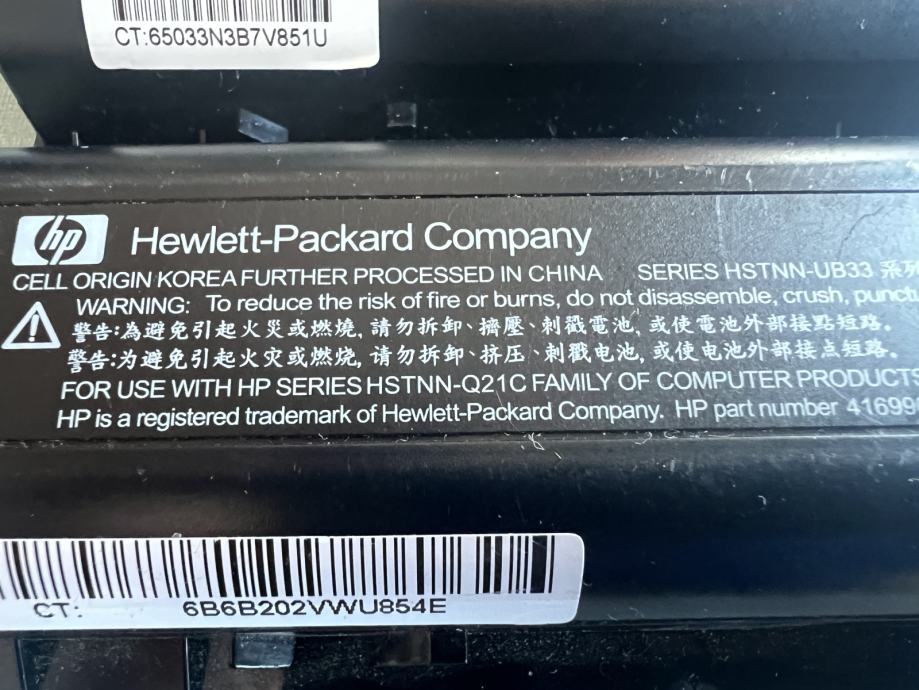 CT:65033N3B7V851U
hp
Hewlett-Packard Company
CELL ORIGIN KOREA FURTHER PROCESSED IN CHINA SERIES HSTNN-UB33 系列
WARNING: To reduce the risk of fire or burns, do not disassemble, crush, punct
警告:為避免引起火災或燃燒, 請勿拆卸、擠壓、刺戳電池, 或使電池外部接點短路。
警告:为避免引起火灾或燃烧, 请勿拆卸、挤压、刺戳电池, 或使电池外部接点短路。
FOR USE WITH HP SERIES HSTNN-Q21C FAMILY OF COMPUTER PRODUCTS
HP is a registered trademark of Hewlett-Packard Company. HP part number 41699
CT: 6B6B202VWU854E